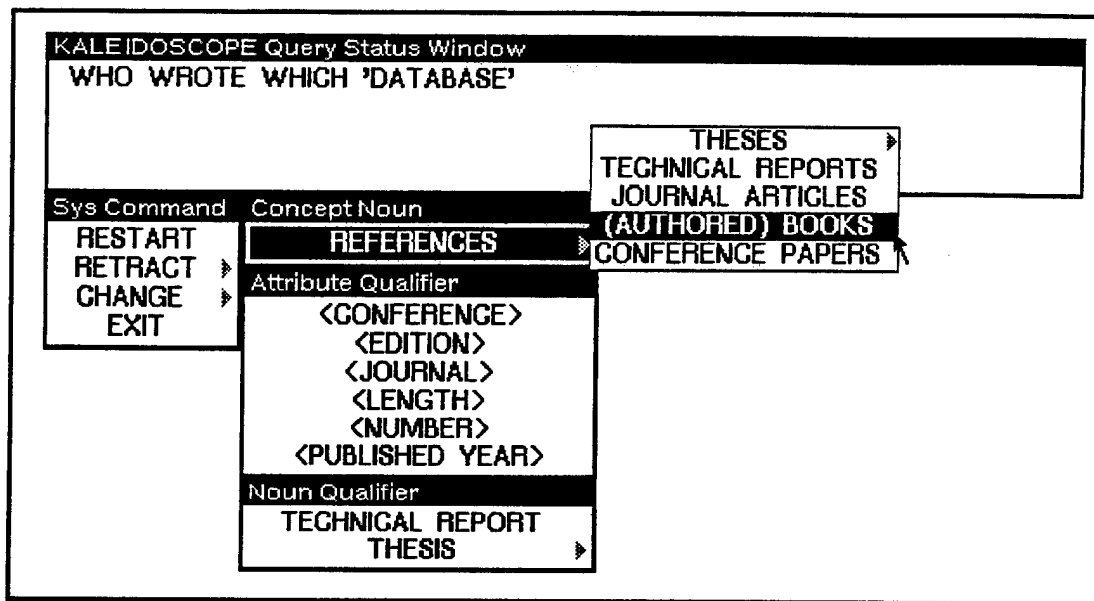 KALEIDOSCOPE Query Status Window
WHO WROTE WHICH 'DATABASE'
THESES
TECHNICAL REPORTS
JOURNAL ARTICLES
(AUTHORED) BOOKS
CONFERENCE PAPERS
Sys Command
RESTART
RETRACT
CHANGE
EXIT
Concept Noun
REFERENCES
Attribute Qualifier
<CONFERENCE>
<EDITION>
<JOURNAL>
<LENGTH>
<NUMBER>
<PUBLISHED YEAR>
Noun Qualifier
TECHNICAL REPORT
THESIS